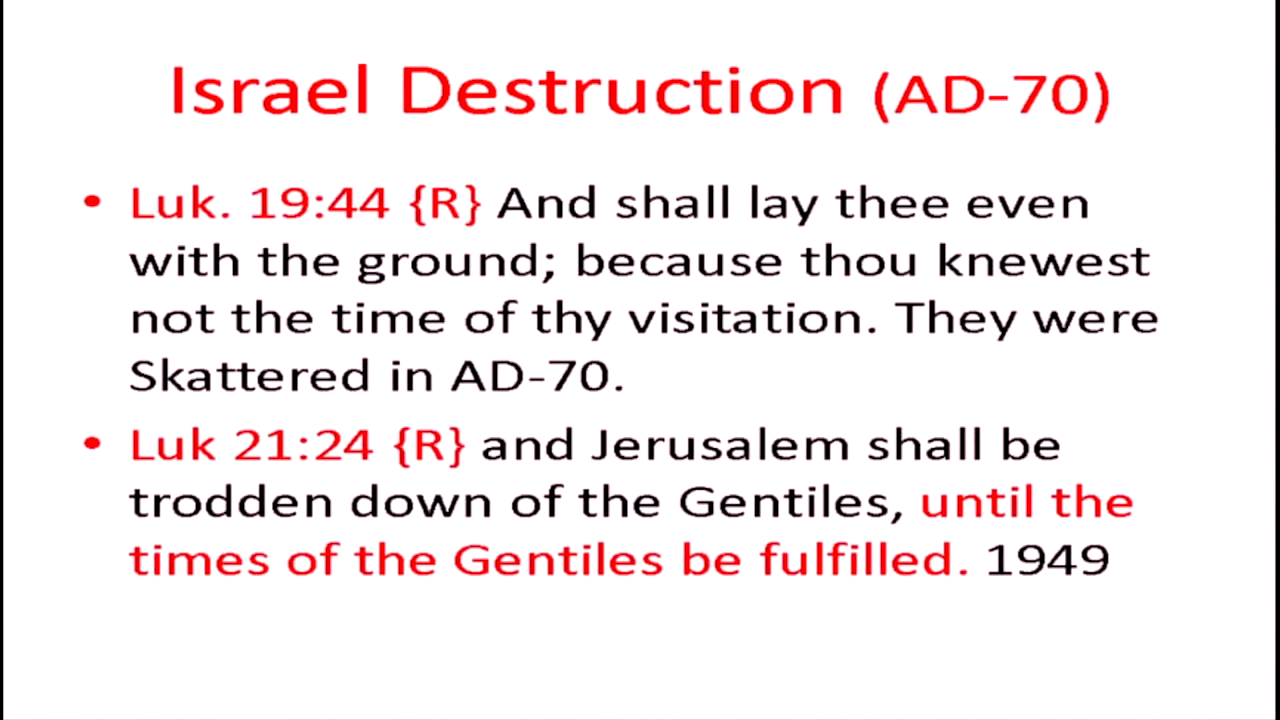 Israel Destruction (AD-70)
• Luk. 19:44 {R} And shall lay thee even
with the ground; because thou knewest
not the time of thy visitation. They were
Skattered in AD-70.
• Luk 21:24 {R} and Jerusalem shall be
trodden down of the Gentiles, until the
times of the Gentiles be fulfilled. 1949